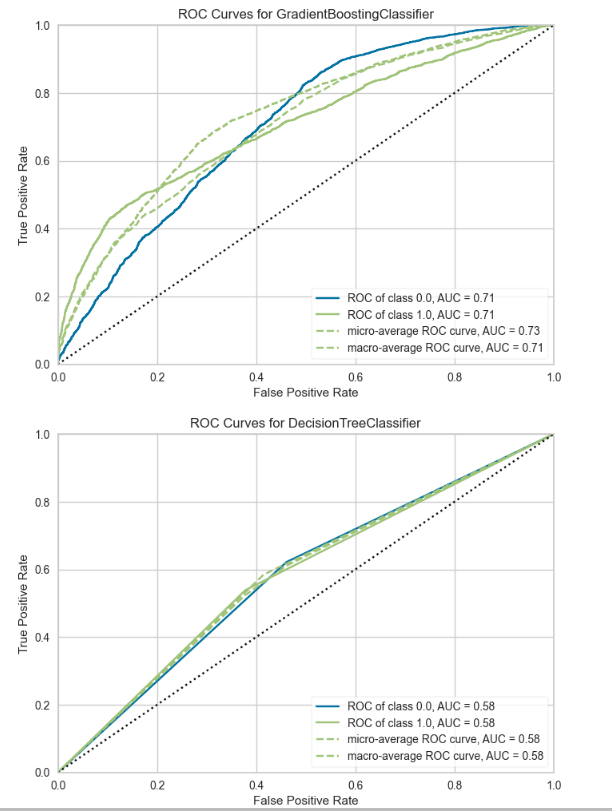 ROC Curves for GradientBoostingClassifier
1.0
0.8
0.6
0.4
0.2
0.0
True Positive Rate
ROC of class 0.0, AUC = 0.71
ROC of class 1.0, AUC = 0.71
micro-average ROC curve, AUC = 0.73
macro-average ROC curve, AUC = 0.71
0.0 0.2 0.4 0.6 0.8 1.0
False Positive Rate
ROC Curves for DecisionTreeClassifier
1.0
0.8
0.6
0.4
0.2
0.0
True Positive Rate
ROC of class 0.0, AUC = 0.58
ROC of class 1.0, AUC = 0.58
micro-average ROC curve, AUC = 0.58
macro-average ROC curve, AUC = 0.58
0.0 0.2 0.4 0.6 0.8 1.0
False Positive Rate